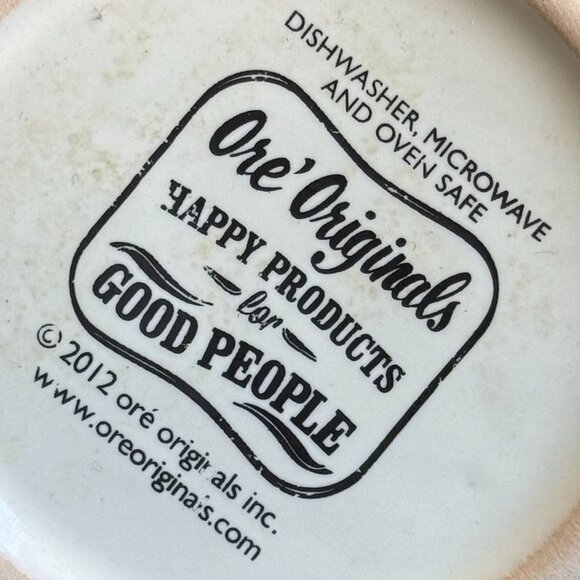 DISHWASHER, MICROWAVE
AND OVEN SAFE
Ore' Originals
HAPPY PRODUCTS
for
GOOD PEOPLE
© 2012 oré originals inc.
www.oreoriginals.com